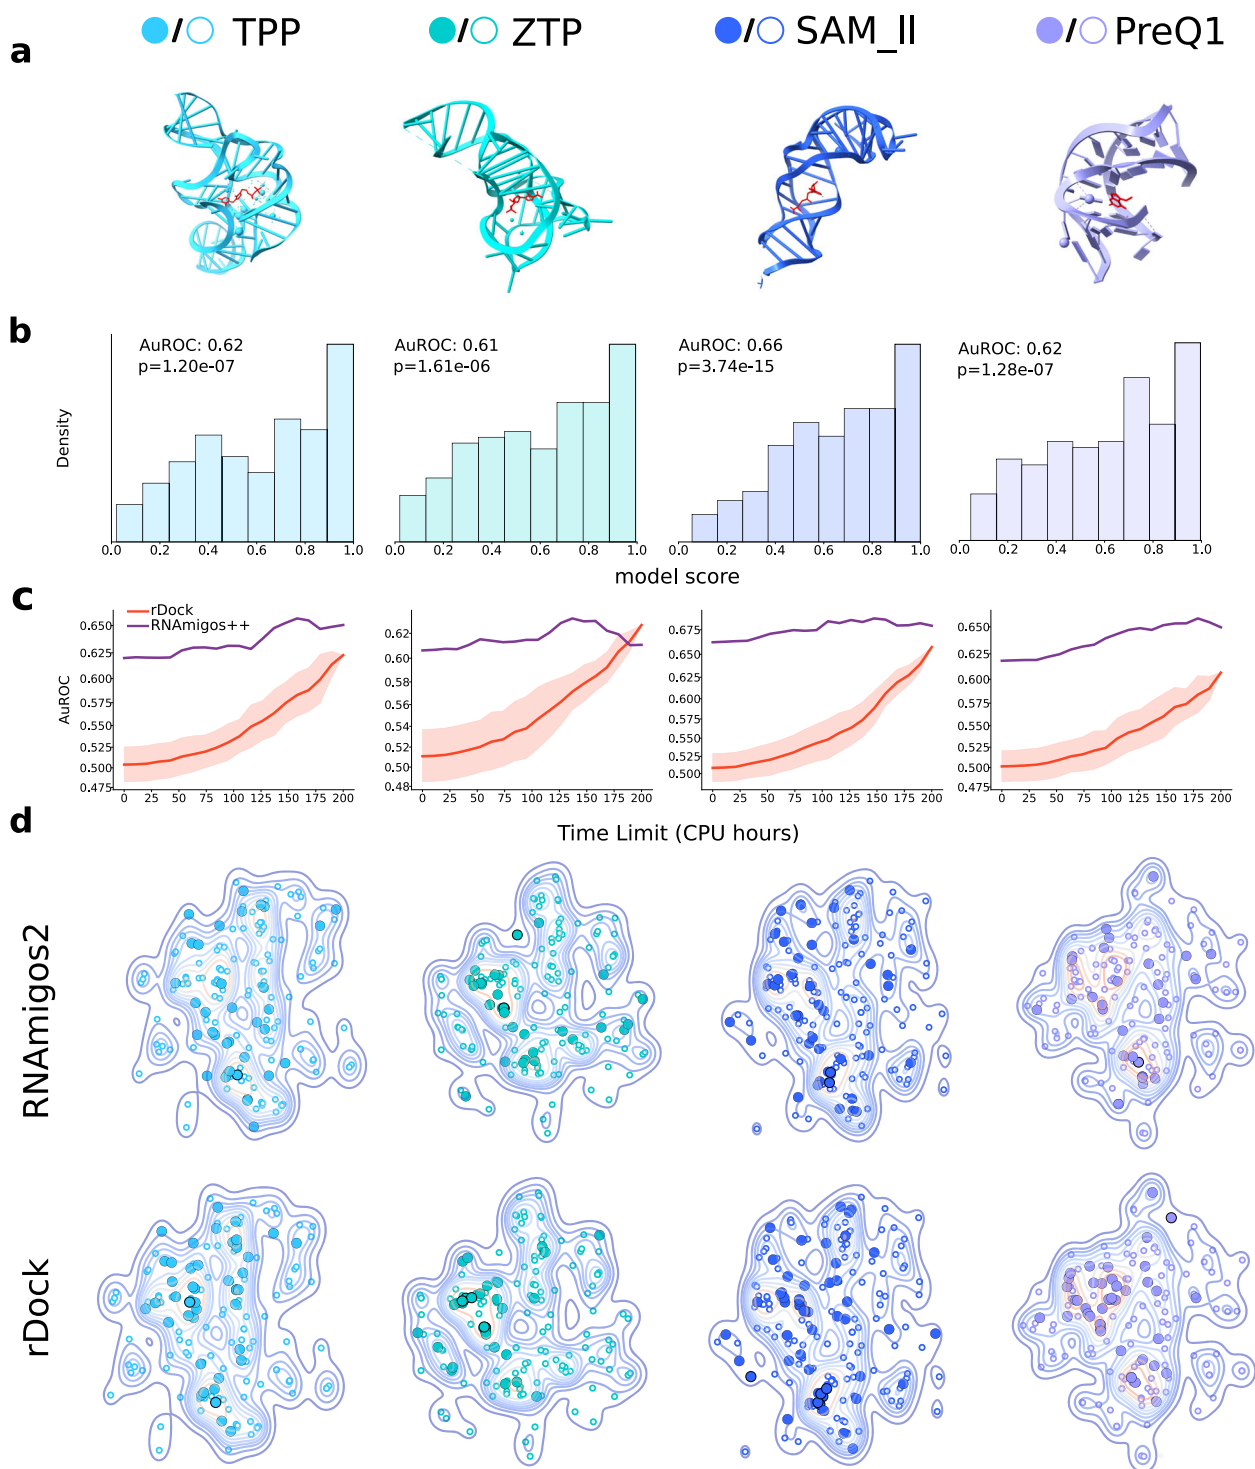 / TPP / ZTP / SAM_II / PreQ1
a
b
AuROC: 0.62
p=1.20e-07
AuROC: 0.61
p=1.61e-06
AuROC: 0.66
p=3.74e-15
AuROC: 0.62
p=1.28e-07
Density
0.0 0.2 0.4 0.6 0.8 1.0
0.0 0.2 0.4 0.6 0.8 1.0
0.0 0.2 0.4 0.6 0.8 1.0
0.0 0.2 0.4 0.6 0.8 1.0
model score
c
rDock
RNAmigos++
AuROC
0.650
0.625
0.600
0.575
0.550
0.525
0.500
0.475
0 25 50 75 100 125 150 175 200
0.62
0.60
0.58
0.56
0.54
0.52
0.50
0.48
0 25 50 75 100 125 150 175 200
0.675
0.650
0.625
0.600
0.575
0.550
0.525
0.500
0 25 50 75 100 125 150 175 200
0.650
0.625
0.600
0.575
0.550
0.525
0.500
0.475
0 25 50 75 100 125 150 175 200
Time Limit (CPU hours)
d
RNAmigos2
rDock